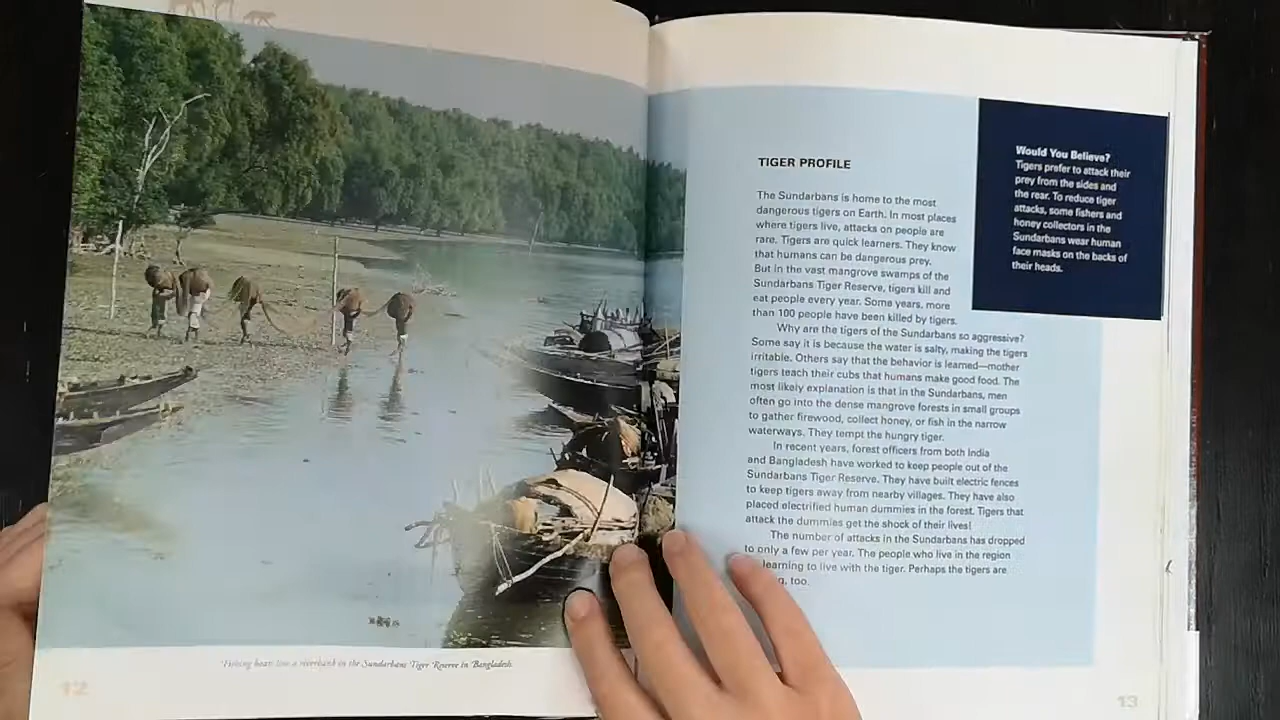 Fishing boats line a riverbank in the Sundarbans Tiger Reserve in Bangladesh
12
TIGER PROFILE
The Sundarbans is home to the most
dangerous tigers on Earth. In most places
where tigers live, attacks on people are
rare. Tigers are quick learners. They know
that humans can be dangerous prey.
But in the vast mangrove swamps of the
Sundarbans Tiger Reserve, tigers kill and
eat people every year. Some years, more
than 100 people have been killed by tigers.
Why are the tigers of the Sundarbans so aggressive?
Some say it is because the water is salty, making the tigers
irritable. Others say that the behavior is learned—mother
tigers teach their cubs that humans make good food. The
most likely explanation is that in the Sundarbans, men
often go into the dense mangrove forests in small groups
to gather firewood, collect honey, or fish in the narrow
waterways. They tempt the hungry tiger.
In recent years, forest officers from both India
and Bangladesh have worked to keep people out of the
Sundarbans Tiger Reserve. They have built electric fences
to keep tigers away from nearby villages. They have also
placed electrified human dummies in the forest. Tigers that
attack the dummies get the shock of their lives!
The number of attacks in the Sundarbans has dropped
to only a few per year. The people who live in the region
learning to live with the tiger. Perhaps the tigers are
too.
Would You Believe?
Tigers prefer to attack their
prey from the sides and
the rear. To reduce tiger
attacks, some fishers and
honey collectors in the
Sundarbans wear human
face masks on the backs of
their heads.
13